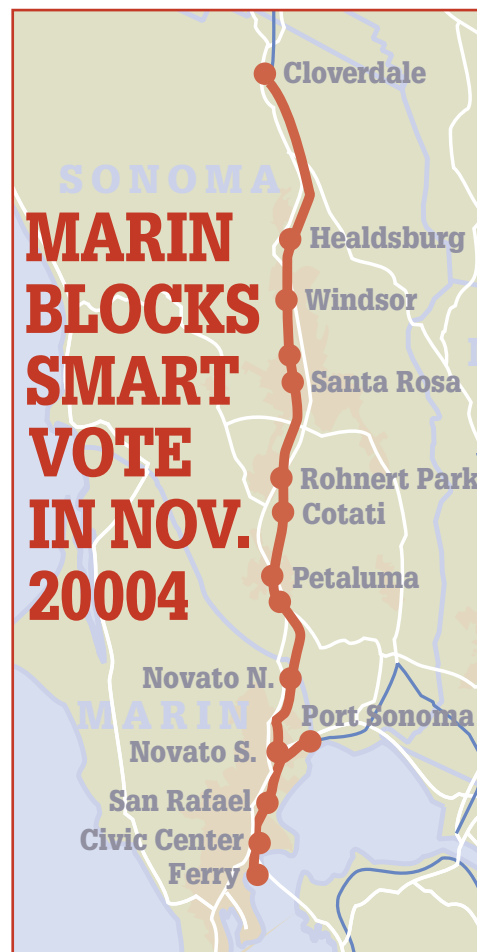 Cloverdale
SONOMA
MARIN
BLOCKS
SMART
VOTE
IN NOV.
20004
Healdsburg
Windsor
Santa Rosa
Rohnert Park
Cotati
Petaluma
Novato N.
MARIN
Port Sonoma
Novato S.
San Rafael
Civic Center
Ferry